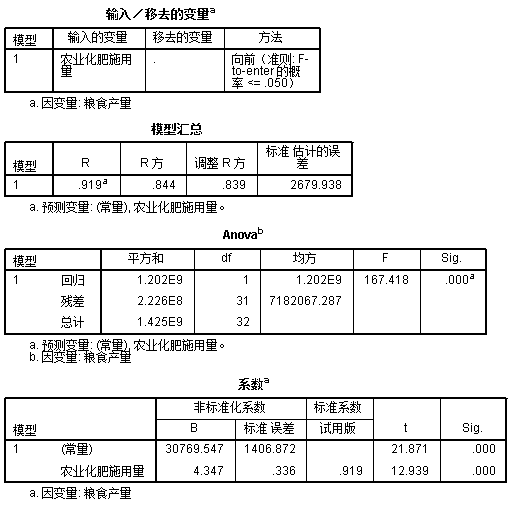 输入／移去的变量a
模型 输入的变量 移去的变量 方法
1 农业化肥施用 . 向前（准则: F-
量 to-enter 的概
率 <= .050）
a. 因变量: 粮食产量
模型汇总
模型 R R 方 调整 R 方 标准 估计的误
差
1 .919a .844 .839 2679.938
a. 预测变量: (常量), 农业化肥施用量。
Anovab
模型 平方和 df 均方 F Sig.
1 回归 1.202E9 1 1.202E9 167.418 .000a
残差 2.226E8 31 7182067.287
总计 1.425E9 32
a. 预测变量: (常量), 农业化肥施用量。
b. 因变量: 粮食产量
系数a
非标准化系数 标准系数
模型 B 标准 误差 试用版 t Sig.
1 (常量) 30769.547 1406.872 21.871 .000
农业化肥施用量 4.347 .336 .919 12.939 .000
a. 因变量: 粮食产量